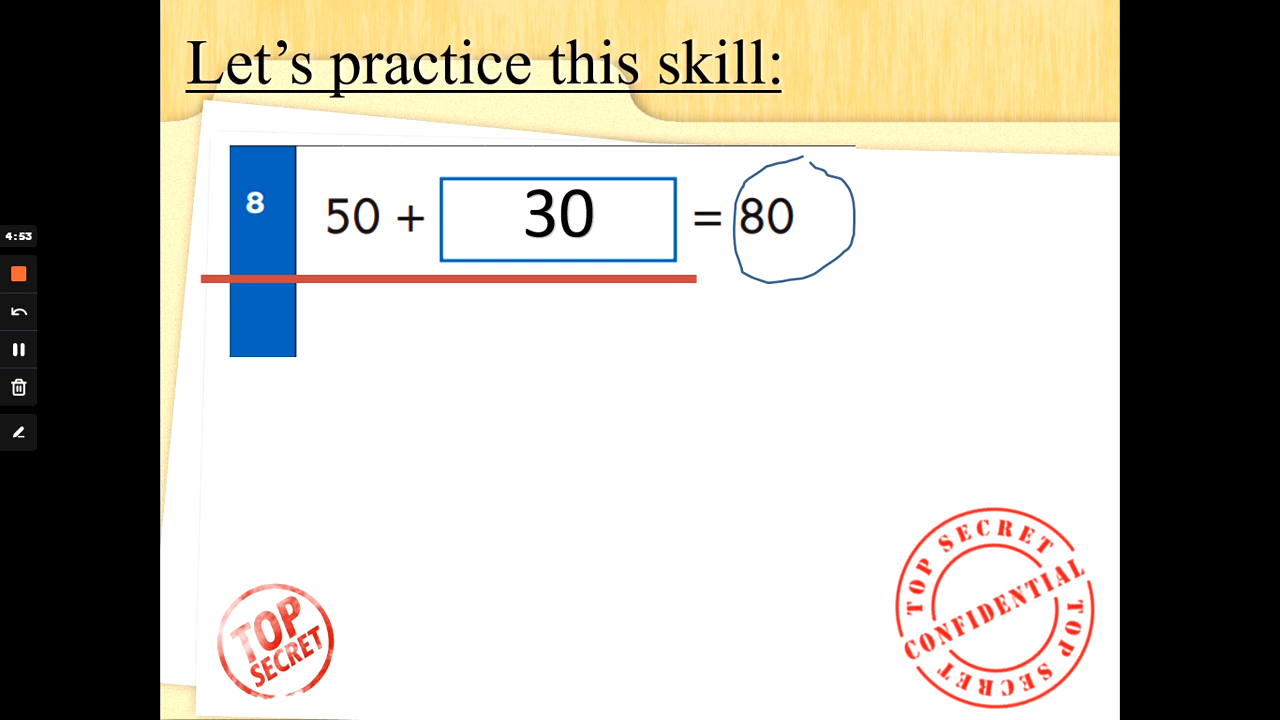 Let's practice this skill:
8 50 + 30 = 80
4:53
TOP
SECRET
TOP SECRET
CONFIDENTIAL
TOP SECRET